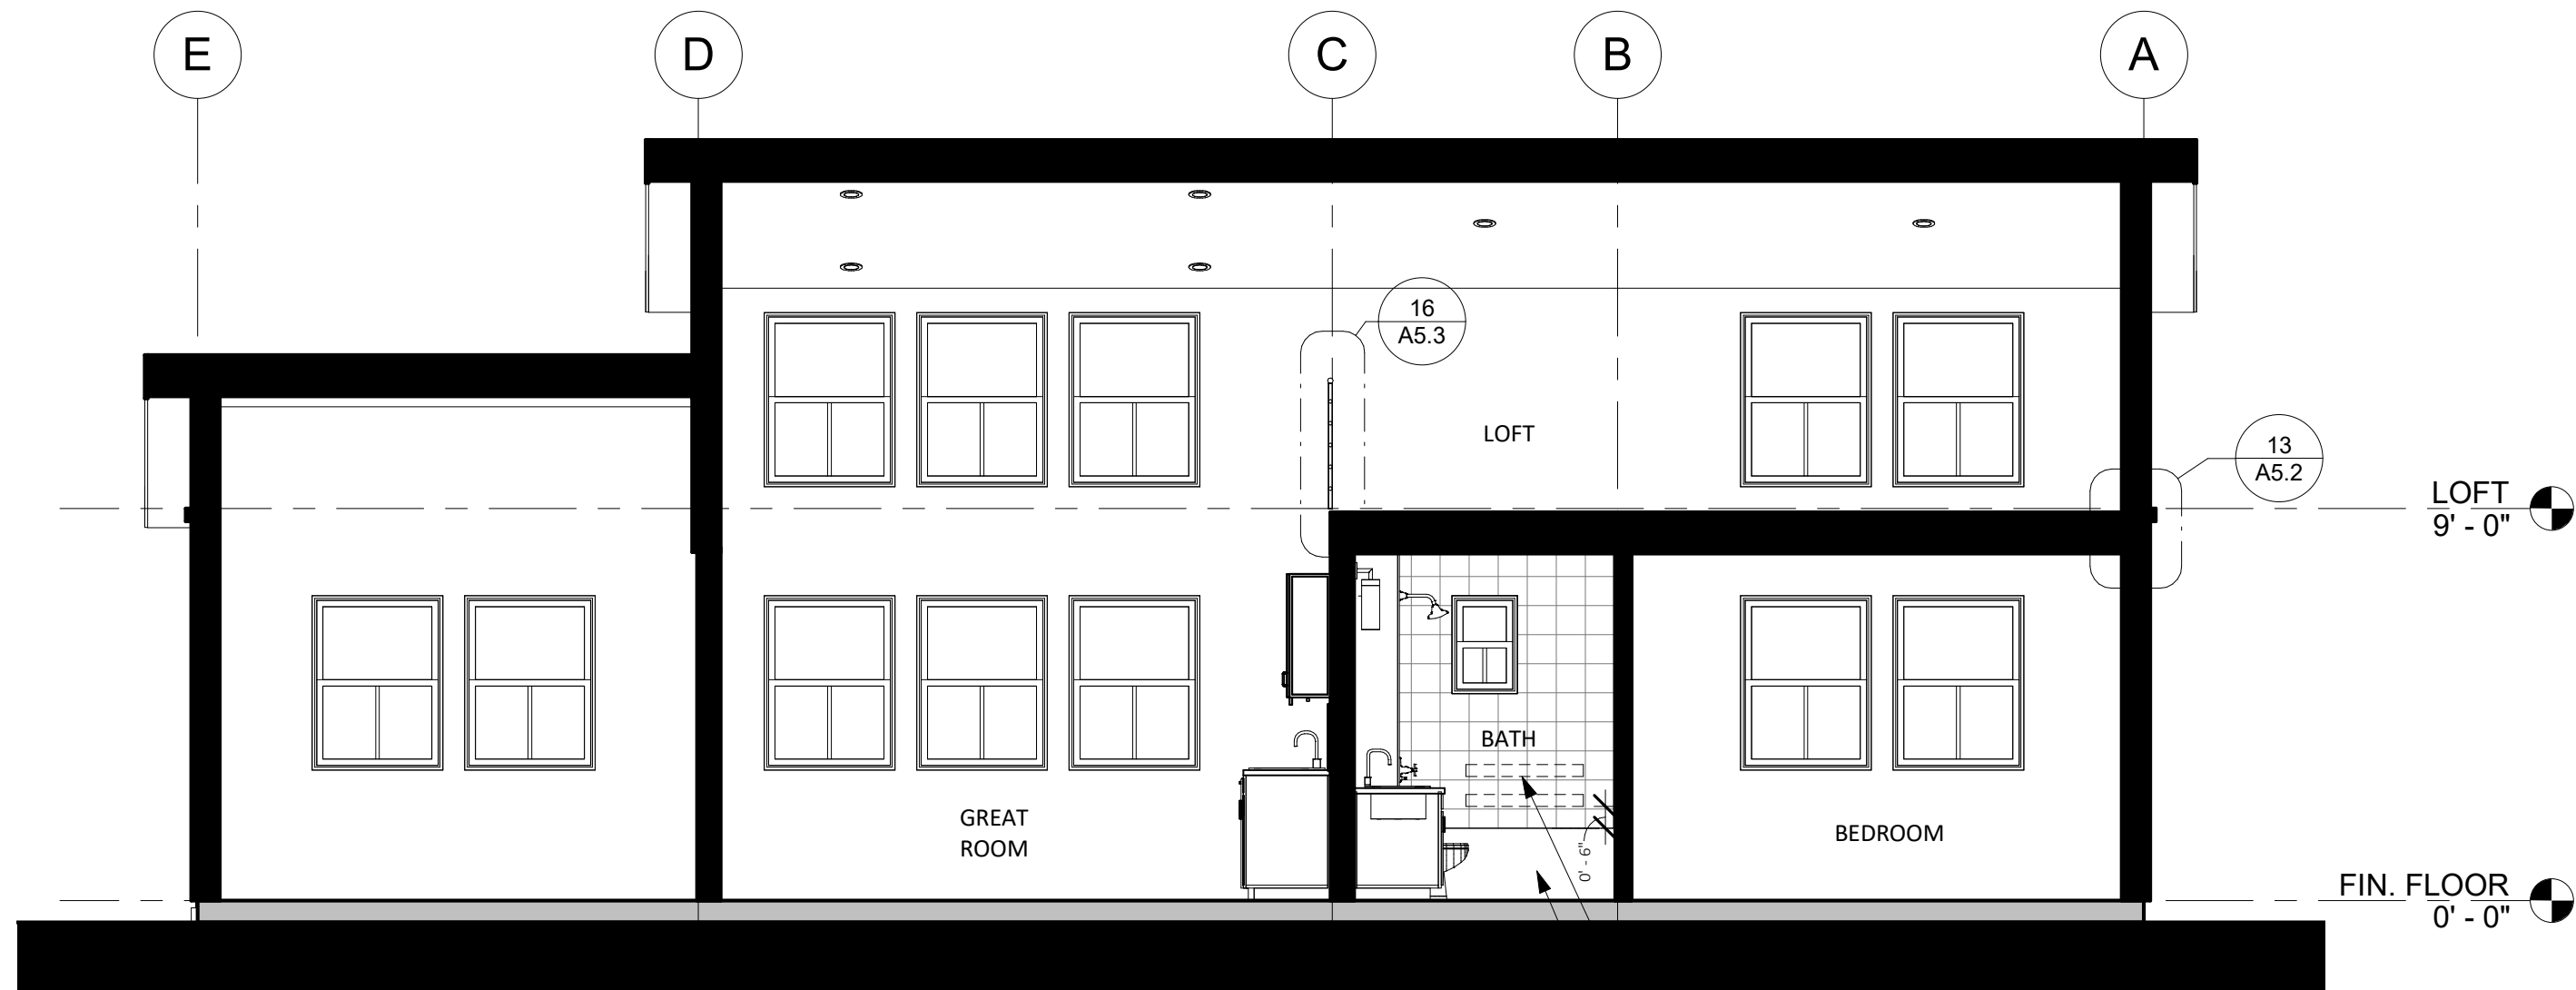 E
D
C
B
A
16
A5.3
LOFT
13
A5.2
LOFT
9' - 0"
BATH
GREAT
ROOM
BEDROOM
0' - 6"
FIN. FLOOR
0' - 0"